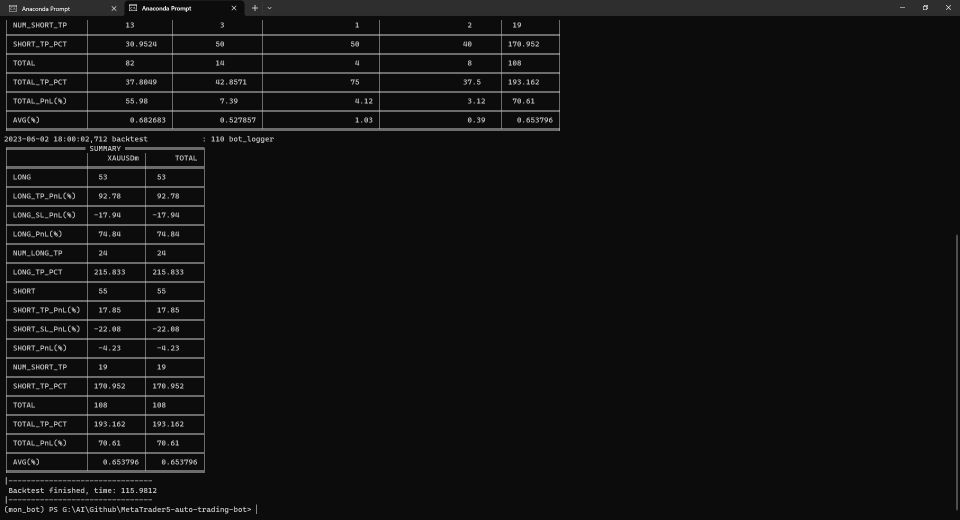 Anaconda Prompt Anaconda Prompt
NUM_SHORT_TP 13 3 1 2 19
SHORT_TP_PCT 30.9524 50 50 40 170.952
TOTAL 82 14 4 8 108
TOTAL_TP_PCT 37.8049 42.8571 75 37.5 193.162
TOTAL_PnL(%) 55.98 7.39 4.12 3.12 70.61
AVG(%) 0.682683 0.527857 1.03 0.39 0.653796
2023-06-02 18:00:02,712 backtest : 110 bot_logger
SUMMARY
XAUUSDm TOTAL
LONG 53 53
LONG_TP_PnL(%) 92.78 92.78
LONG_SL_PnL(%) -17.94 -17.94
LONG_PnL(%) 74.84 74.84
NUM_LONG_TP 24 24
LONG_TP_PCT 215.833 215.833
SHORT 55 55
SHORT_TP_PnL(%) 17.85 17.85
SHORT_SL_PnL(%) -22.08 -22.08
SHORT_PnL(%) -4.23 -4.23
NUM_SHORT_TP 19 19
SHORT_TP_PCT 170.952 170.952
TOTAL 108 108
TOTAL_TP_PCT 193.162 193.162
TOTAL_PnL(%) 70.61 70.61
AVG(%) 0.653796 0.653796
|--------------------------------
Backtest finished, time: 115.9812
|--------------------------------
(mon_bot) PS G:\AI\Github\MetaTrader5-auto-trading-bot>